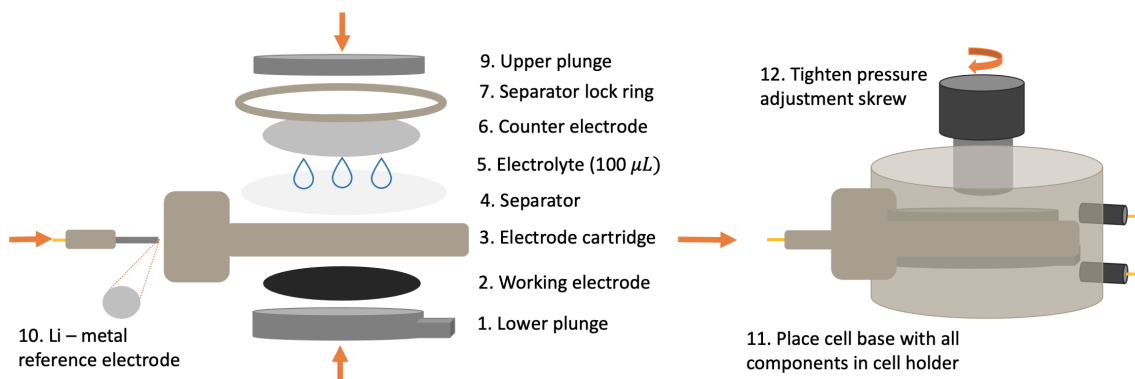 9. Upper plunge
7. Separator lock ring
6. Counter electrode
5. Electrolyte (100 𝜇𝐿)
4. Separator
3. Electrode cartridge
2. Working electrode
1. Lower plunge
10. Li – metal
reference electrode
12. Tighten pressure
adjustment skrew
11. Place cell base with all
components in cell holder